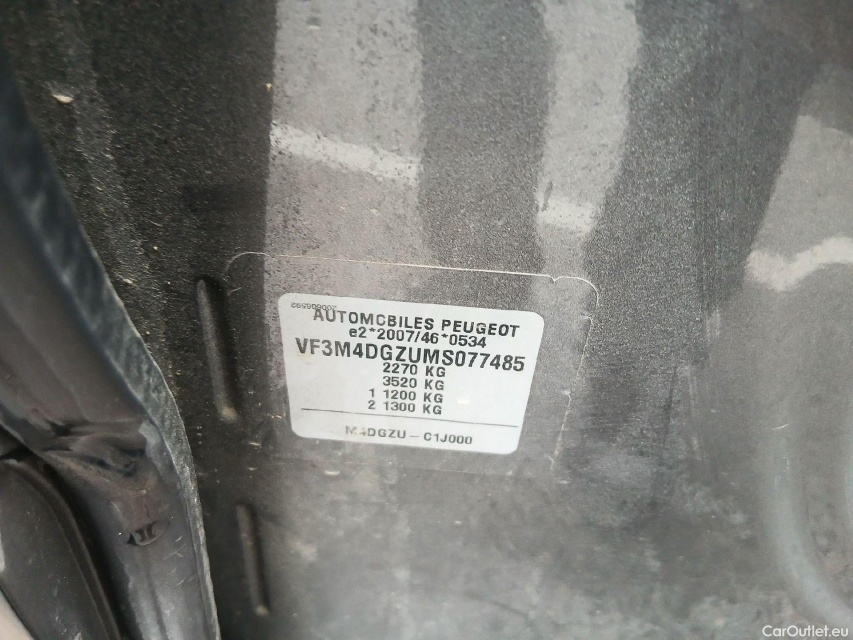 AUTOMOBILES PEUGEOT
e2*2007/46*0534
VF3M4DGZUMS077485
2270 KG
3520 KG
1 1200 KG
2 1300 KG
M4DGZU - C1J000
CarOutlet.eu